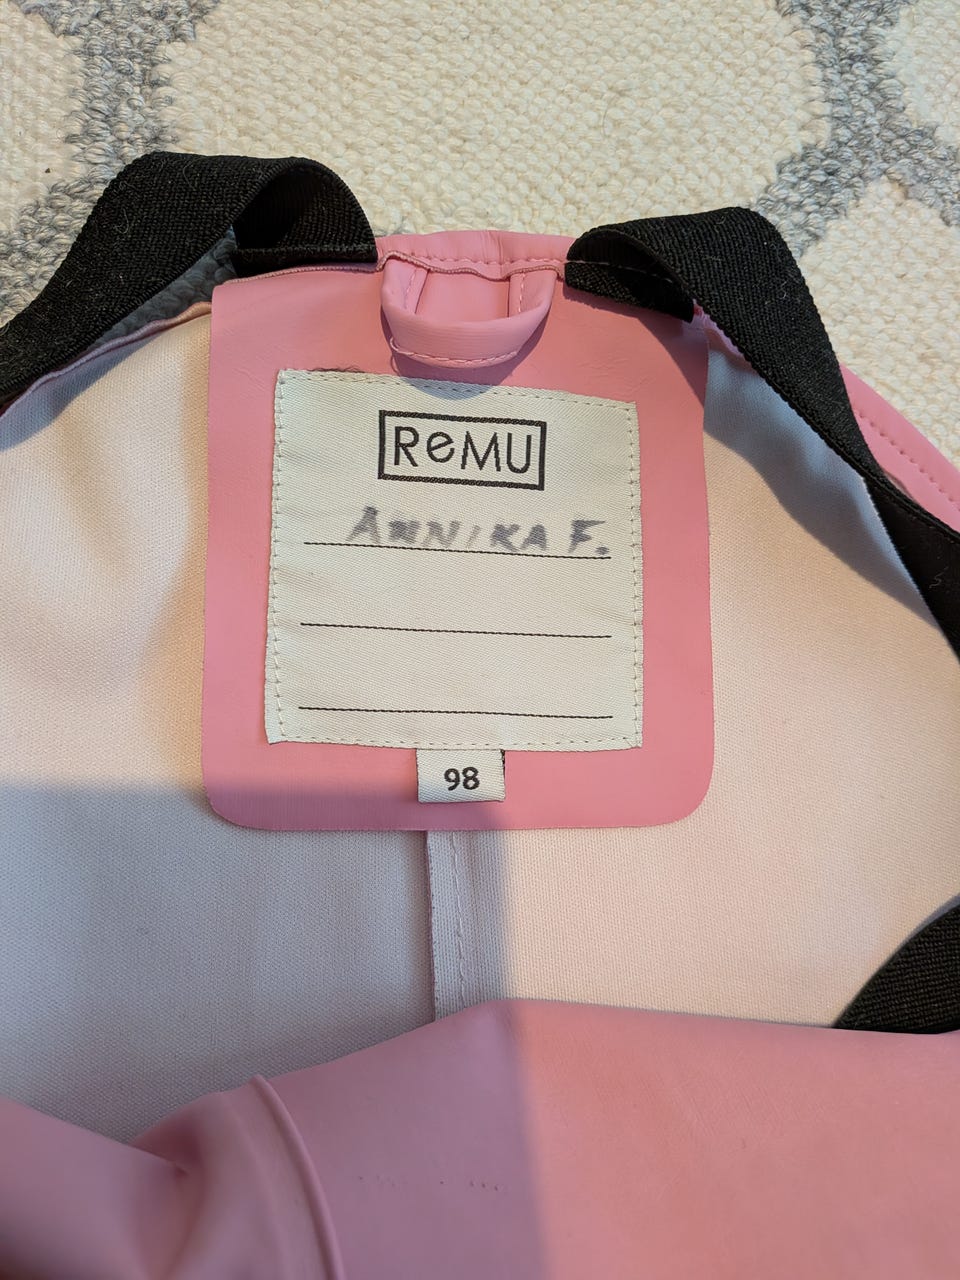 ReMU
ANNIKA F.
98